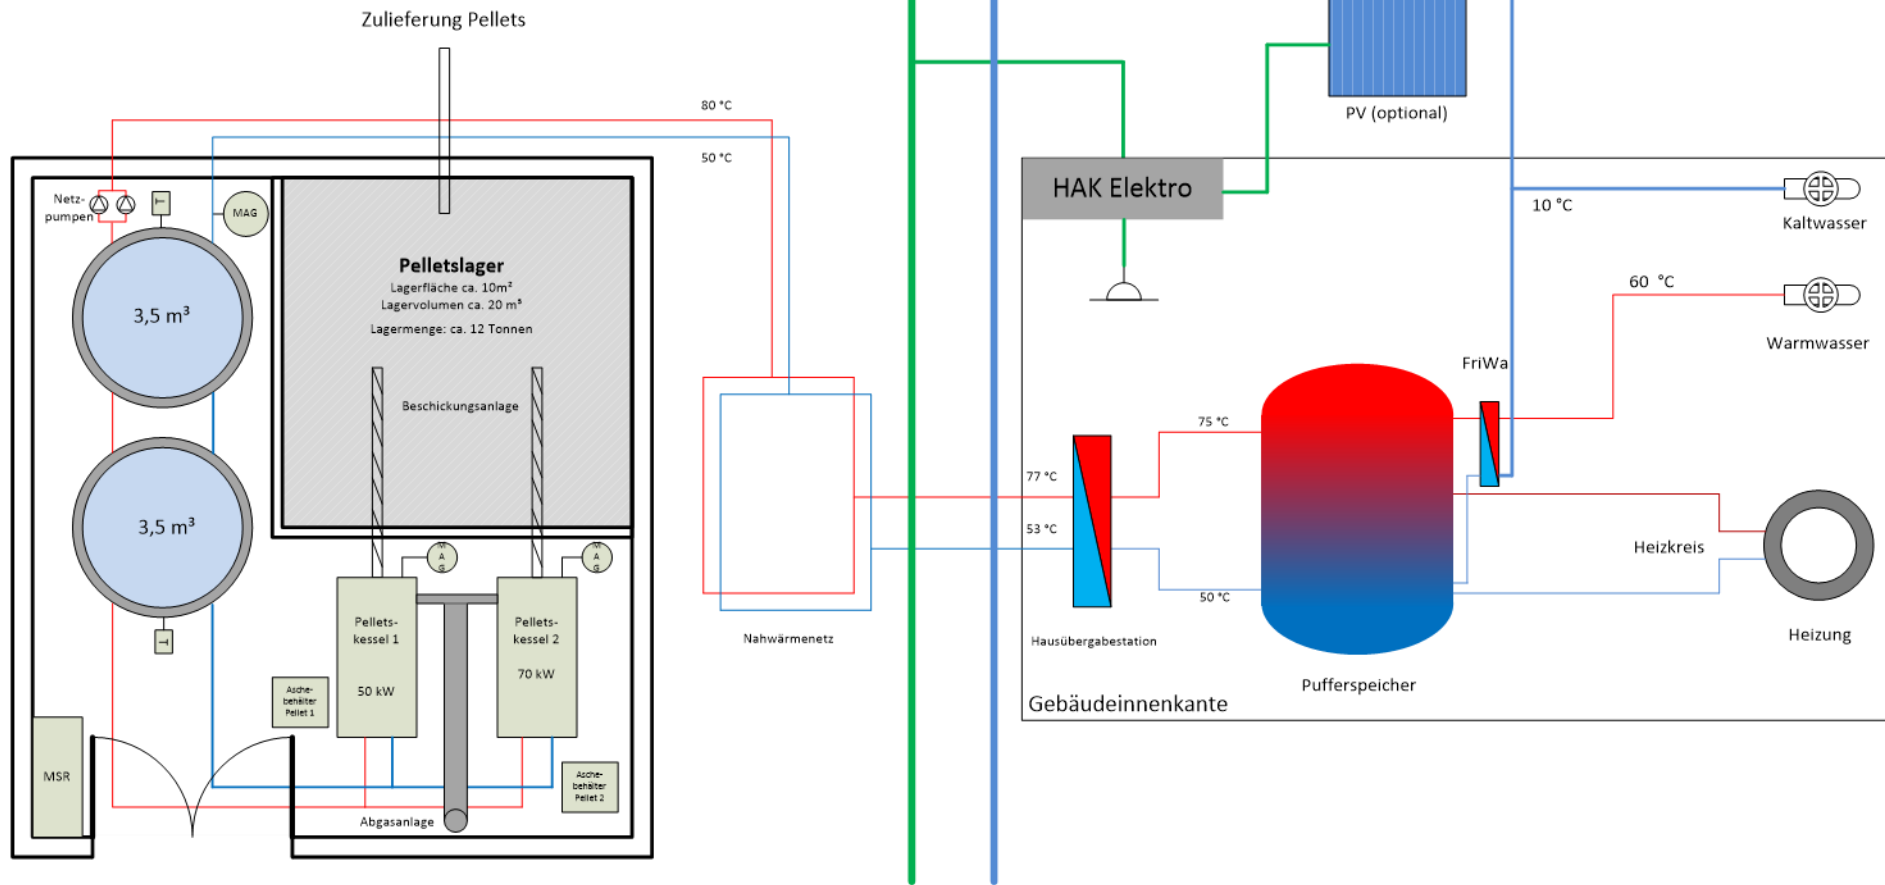 Zulieferung Pellets
80 °C
50 °C
Netz-
pumpen
T
MAG
Pelletslager
Lagerfläche ca. 10m²
Lagervolumen ca. 20 m³
Lagermenge: ca. 12 Tonnen
3,5 m³
Beschickungsanlage
3,5 m³
T
M
A
G
M
A
G
Pellets-
kessel 1
50 kW
Pellets-
kessel 2
70 kW
Asche-
behälter
Pellet 1
Asche-
behälter
Pellet 2
MSR
Abgasanlage
Nahwärmenetz
PV (optional)
HAK Elektro
10 °C
Kaltwasser
60 °C
Warmwasser
FriWa
75 °C
77 °C
53 °C
50 °C
Hausübergabestation
Heizkreis
Heizung
Pufferspeicher
Gebäudeinnenkante